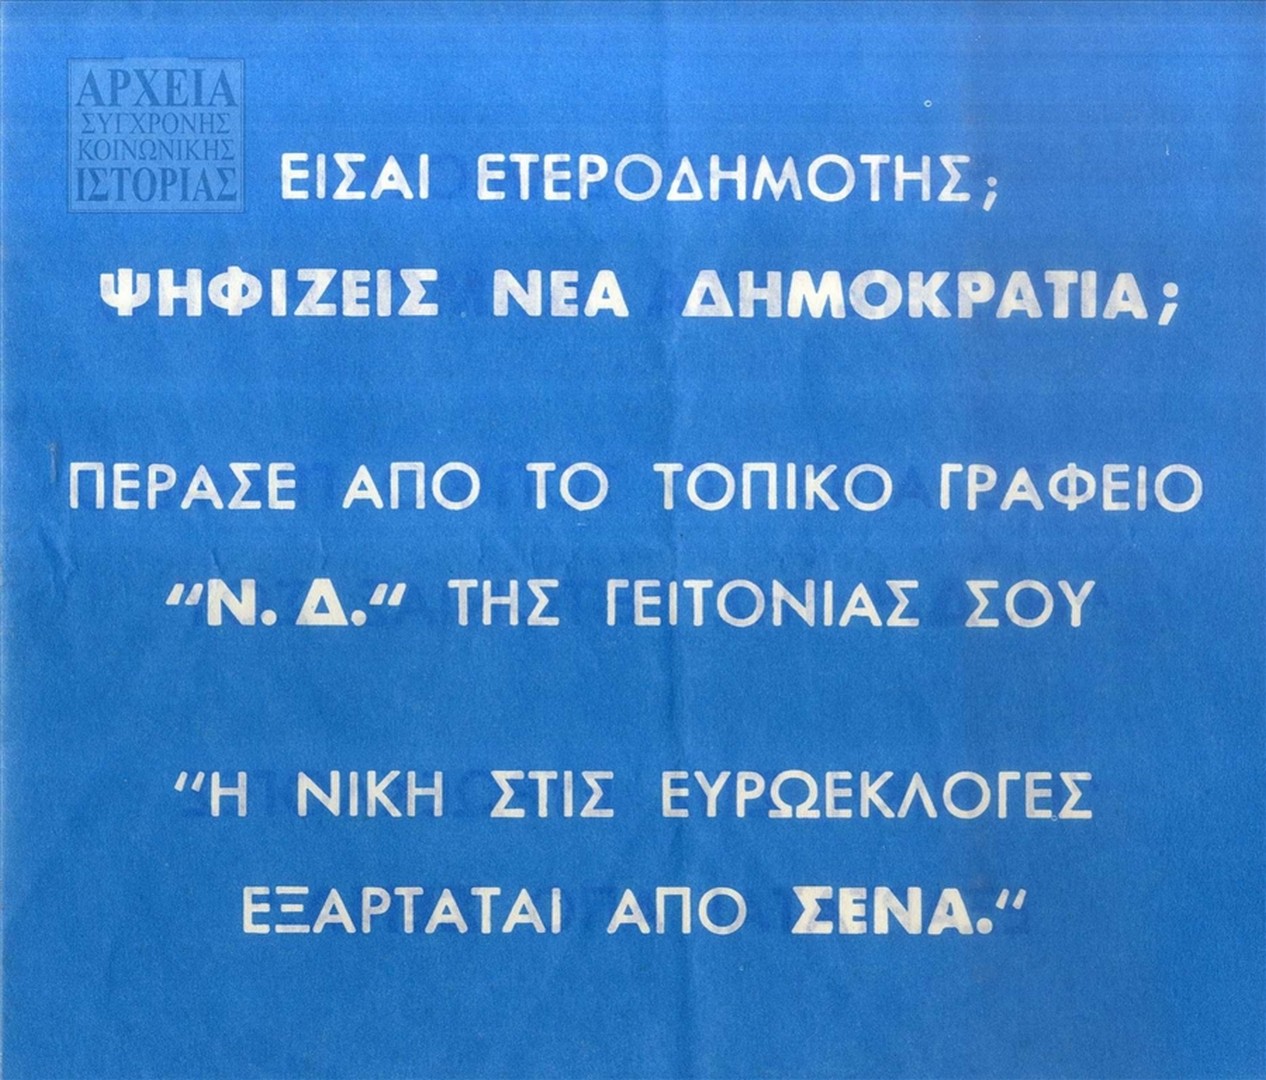 ΑΡΧΕΙΑ
ΣΥΓΧΡΟΝΗΣ
ΚΟΙΝΩΝΙΚΗΣ
ΙΣΤΟΡΙΑΣ
ΕΙΣΑΙ ΕΤΕΡΟΔΗΜΟΤΗΣ;
ΨΗΦΙΖΕΙΣ ΝΕΑ ΔΗΜΟΚΡΑΤΙΑ;
ΠΕΡΑΣΕ ΑΠΟ ΤΟ ΤΟΠΙΚΟ ΓΡΑΦΕΙΟ
“Ν. Δ.“ ΤΗΣ ΓΕΙΤΟΝΙΑΣ ΣΟΥ
“Η ΝΙΚΗ ΣΤΙΣ ΕΥΡΩΕΚΛΟΓΕΣ
ΕΞΑΡΤΑΤΑΙ ΑΠΟ ΣΕΝΑ.“